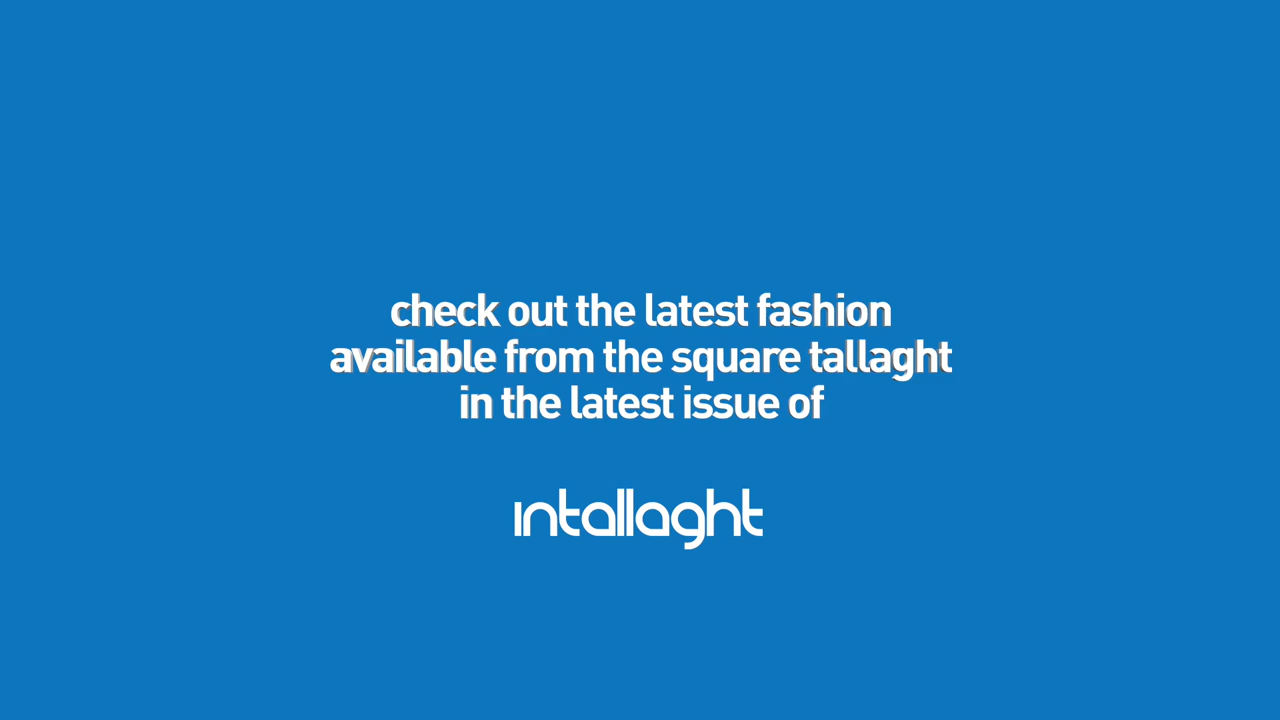 check out the latest fashion
available from the square tallaght
in the latest issue of
intallaght